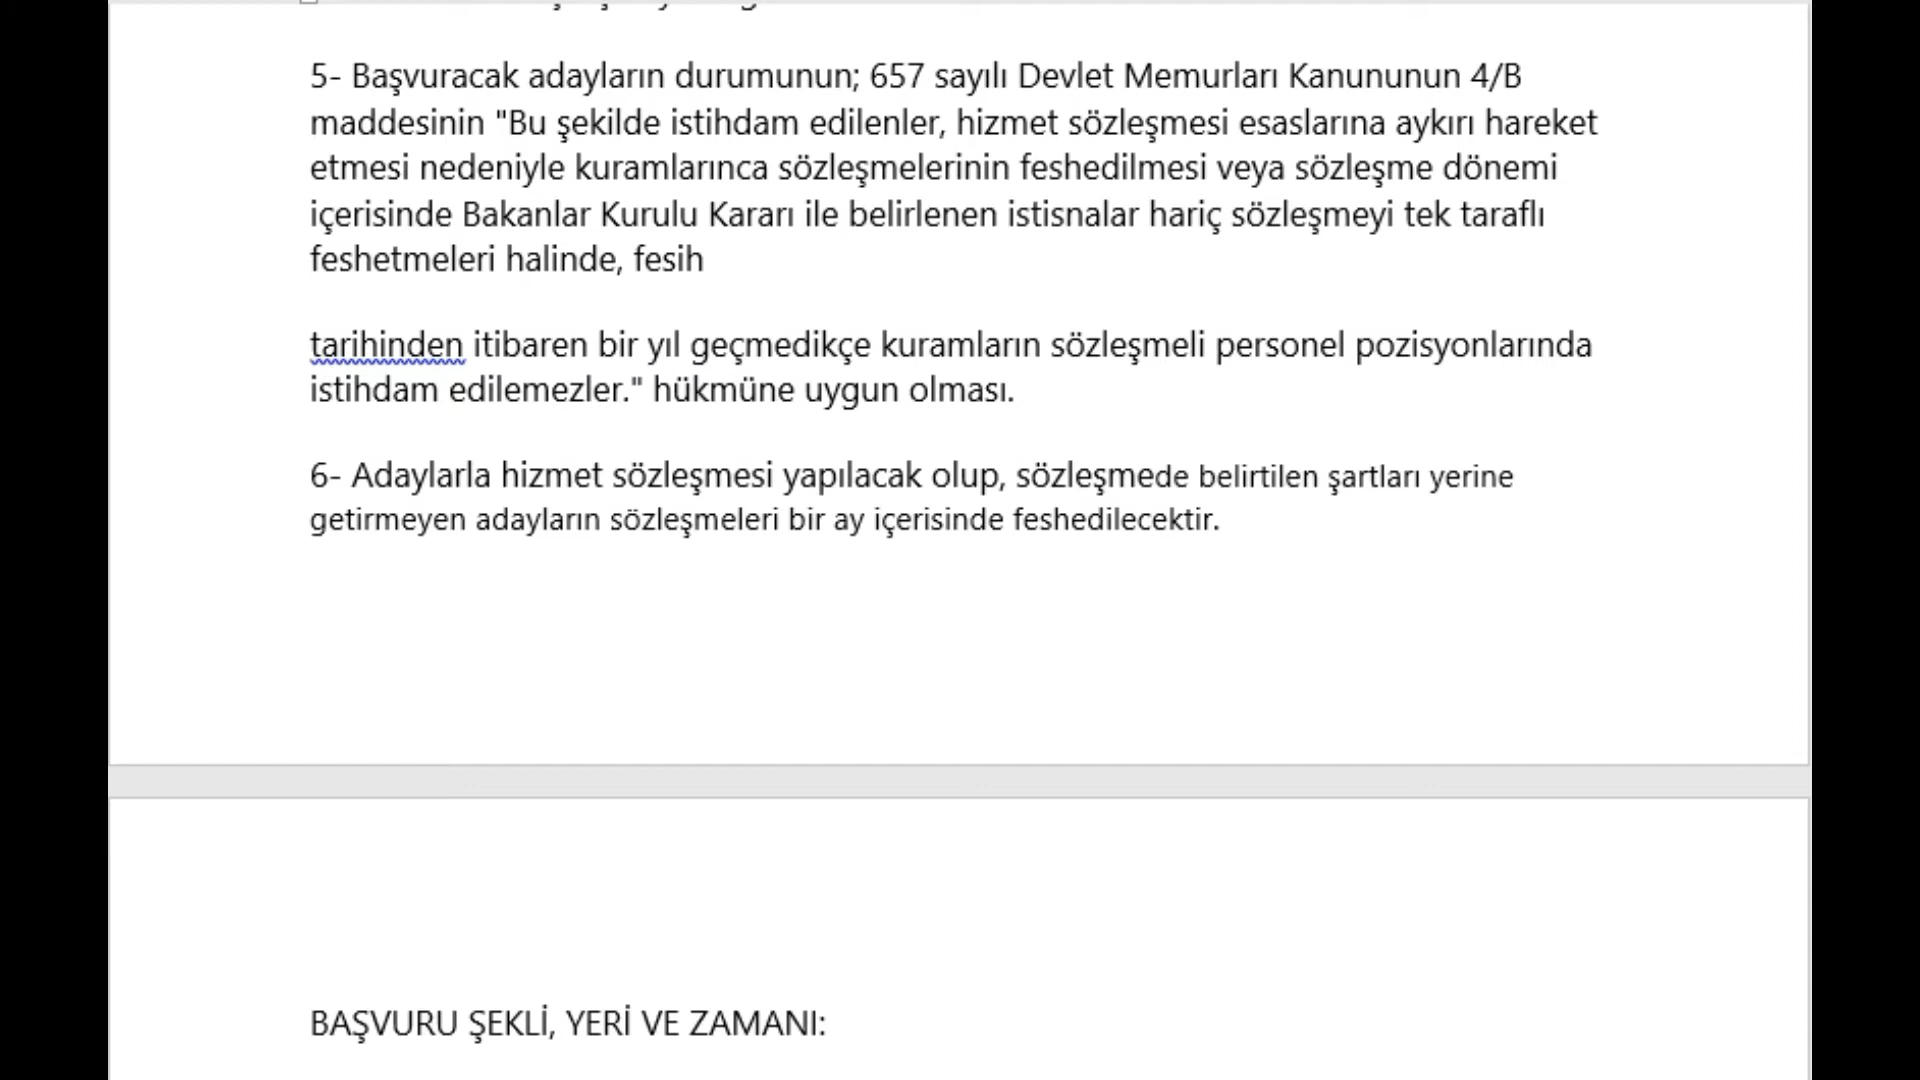 5- Başvuracak adayların durumunun; 657 sayılı Devlet Memurları Kanununun 4/B
maddesinin "Bu şekilde istihdam edilenler, hizmet sözleşmesi esaslarına aykırı hareket
etmesi nedeniyle kuramlarınca sözleşmelerinin feshedilmesi veya sözleşme dönemi
içerisinde Bakanlar Kurulu Kararı ile belirlenen istisnalar hariç sözleşmeyi tek taraflı
feshetmeleri halinde, fesih
tarihinden itibaren bir yıl geçmedikçe kuramların sözleşmeli personel pozisyonlarında
istihdam edilemezler." hükmüne uygun olması.
6- Adaylarla hizmet sözleşmesi yapılacak olup, sözleşmede belirtilen şartları yerine
getirmeyen adayların sözleşmeleri bir ay içerisinde feshedilecektir.
BAŞVURU ŞEKLİ, YERİ VE ZAMANI: